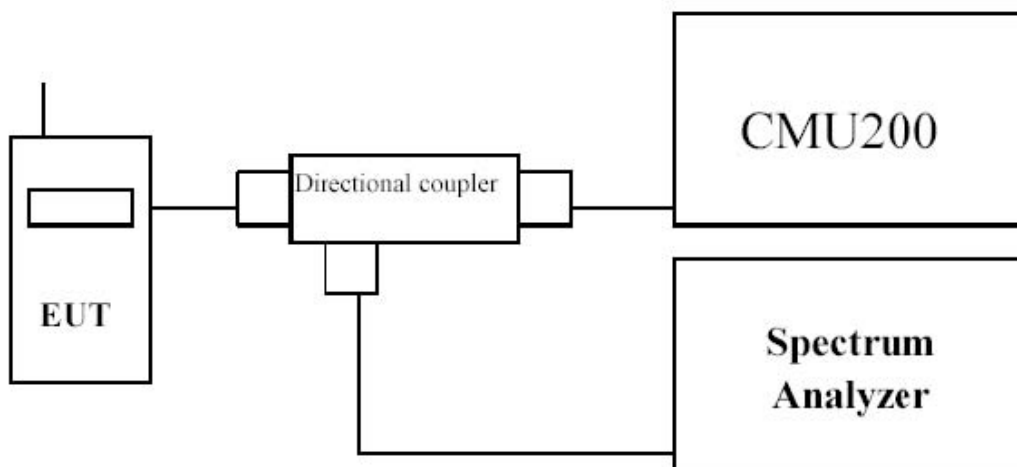 CMU200
Directional coupler
EUT
Spectrum
Analyzer